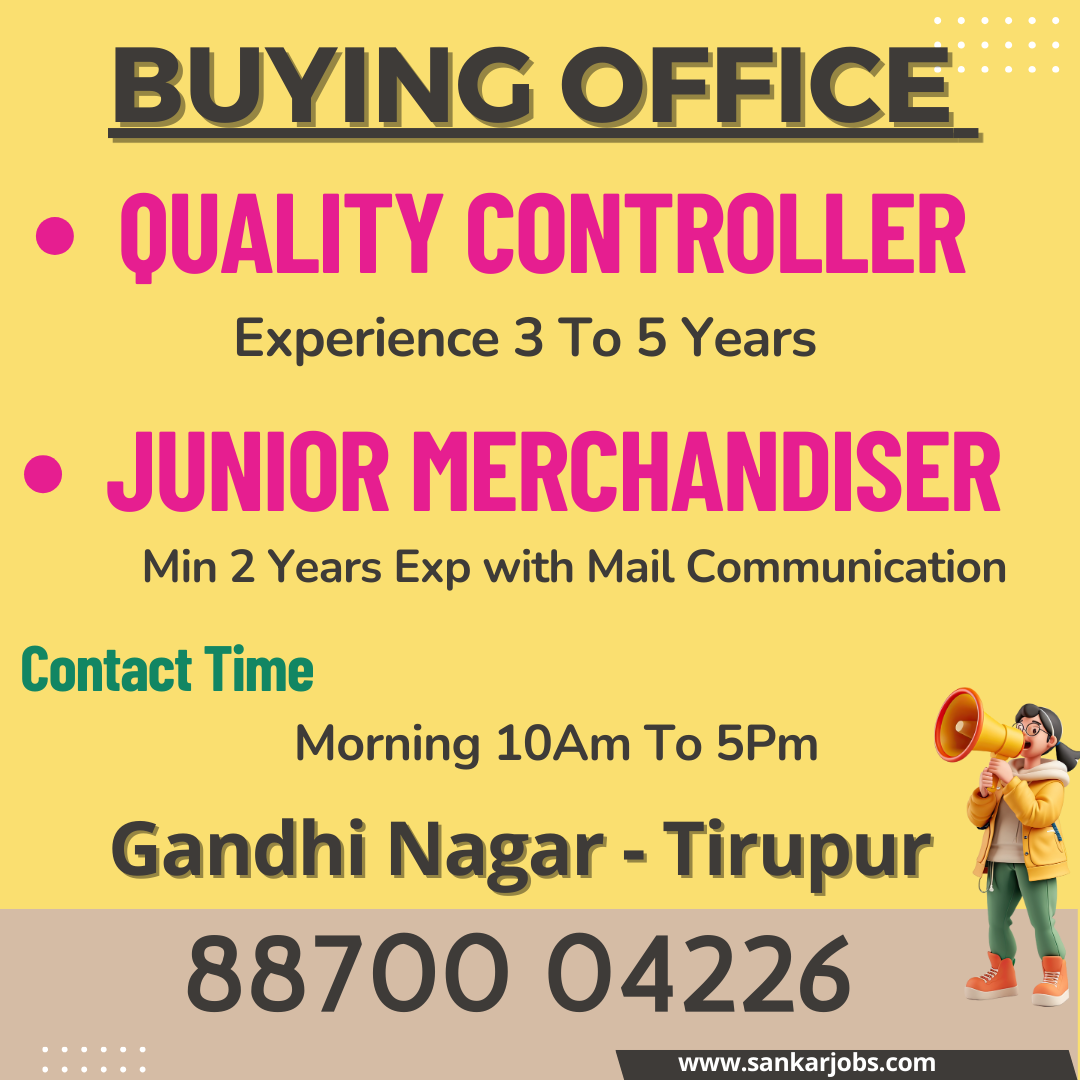 BUYING OFFICE
• QUALITY CONTROLLER
Experience 3 To 5 Years
• JUNIOR MERCHANDISER
Min 2 Years Exp with Mail Communication
Contact Time
Morning 10Am To 5Pm
Gandhi Nagar - Tirupur
88700 04226
www.sankarjobs.com